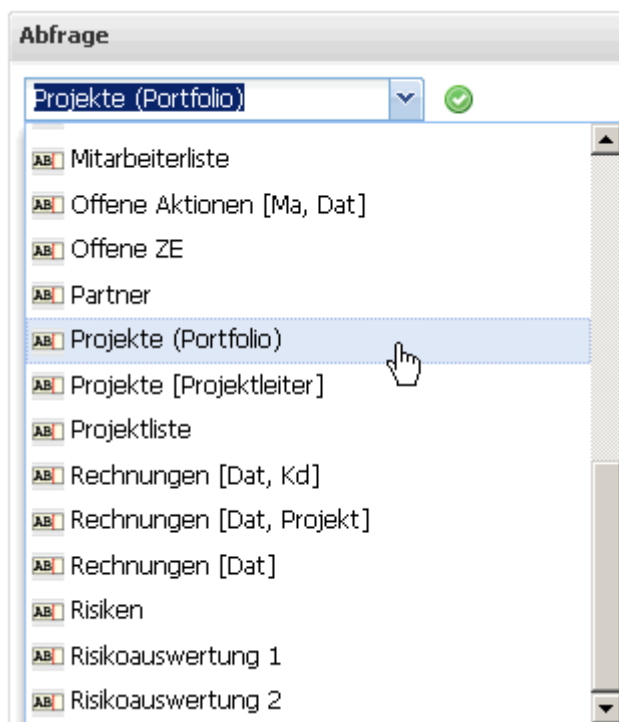 Abfrage
Projekte (Portfolio)
Mitarbeiterliste
Offene Aktionen [Ma, Dat]
Offene ZE
Partner
Projekte (Portfolio)
Projekte [Projektleiter]
Projektliste
Rechnungen [Dat, Kd]
Rechnungen [Dat, Projekt]
Rechnungen [Dat]
Risiken
Risikoauswertung 1
Risikoauswertung 2